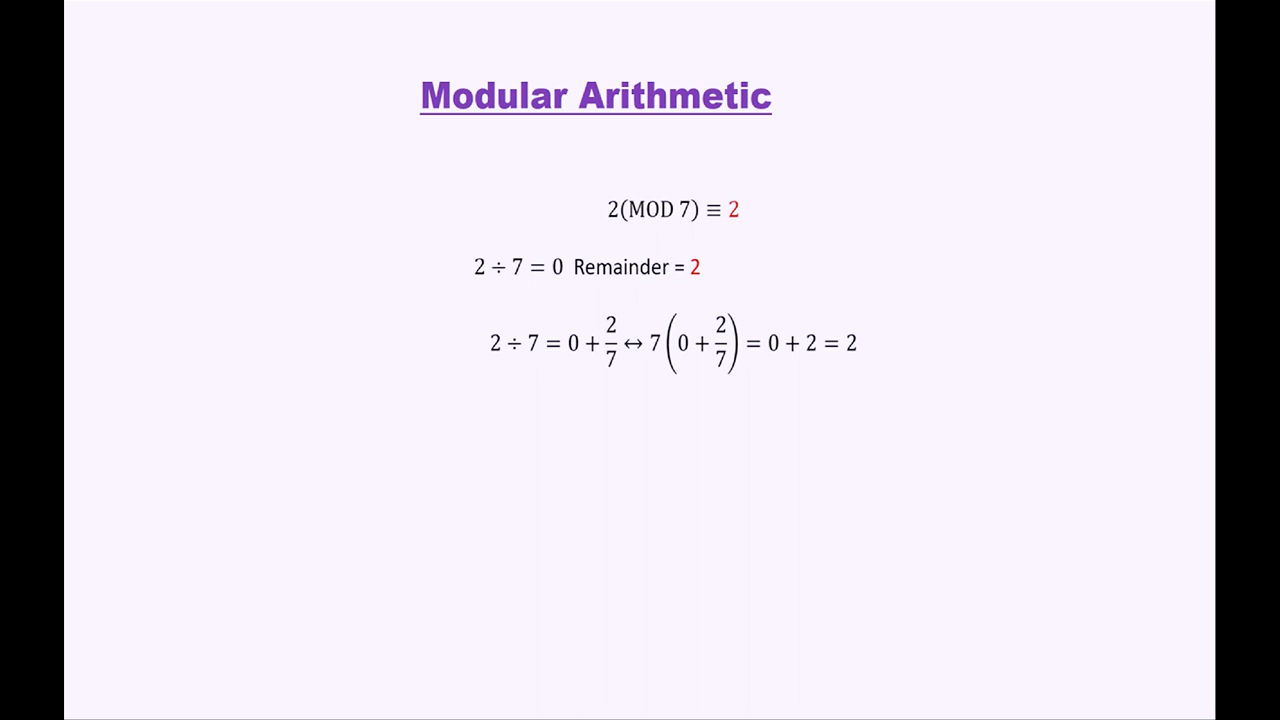 Modular Arithmetic
2(MOD 7) ≡ 2
2 ÷ 7 = 0 Remainder = 2
2 ÷ 7 = 0 + 2/7 ↔ 7(0 + 2/7) = 0 + 2 = 2